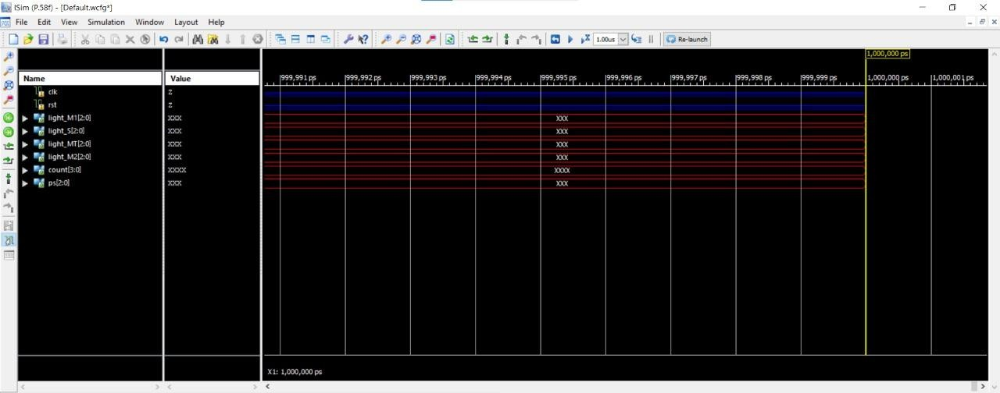 ISim (P.58f) - [Default.wcfg*]
File Edit View Simulation Window Layout Help
1.00us Re-launch
1,000,000 ps
Name Value
999,991 ps 999,992 ps 999,993 ps 999,994 ps 999,995 ps 999,996 ps 999,997 ps 999,998 ps 999,999 ps 1,000,000 ps 1,000,001 ps
clk z
rst z
light_M1[2:0] XXX XXX
light_S[2:0] XXX XXX
light_MT[2:0] XXX XXX
light_M2[2:0] XXX XXX
count[3:0] XXXX XXXX
ps[2:0] XXX XXX
X1: 1,000,000 ps